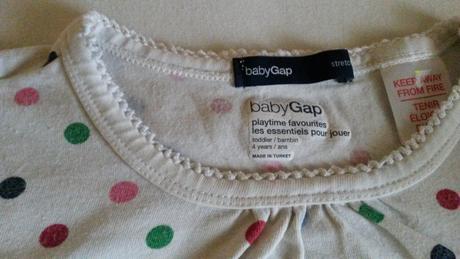 babyGap stretch
babyGap
playtime favourites
les essentiels pour jouer
toddler / bambin
4 years / ans
MADE IN TURKEY
KEEP AWAY
FROM FIRE
TENIR